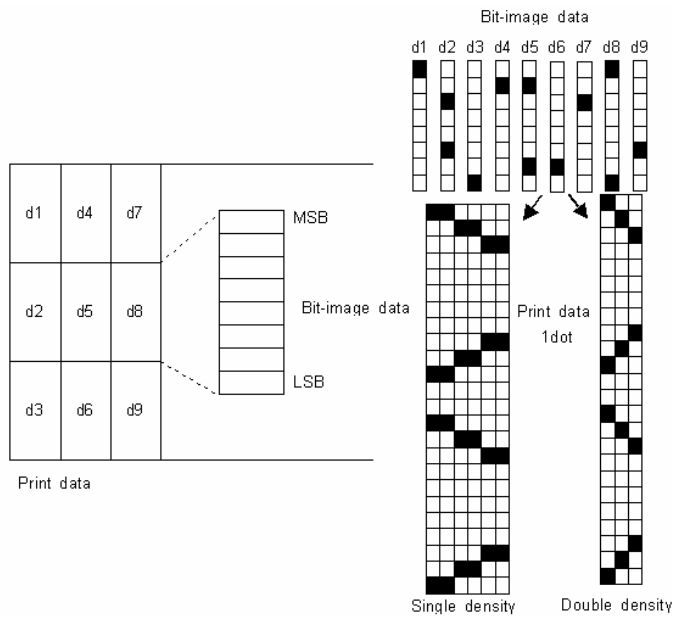 Bit-image data
d1 d2 d3 d4 d5 d6 d7 d8 d9
d1 d4 d7
d2 d5 d8
d3 d6 d9
Print data
MSB
Bit-image data
LSB
Print data
1dot
Single density
Double density